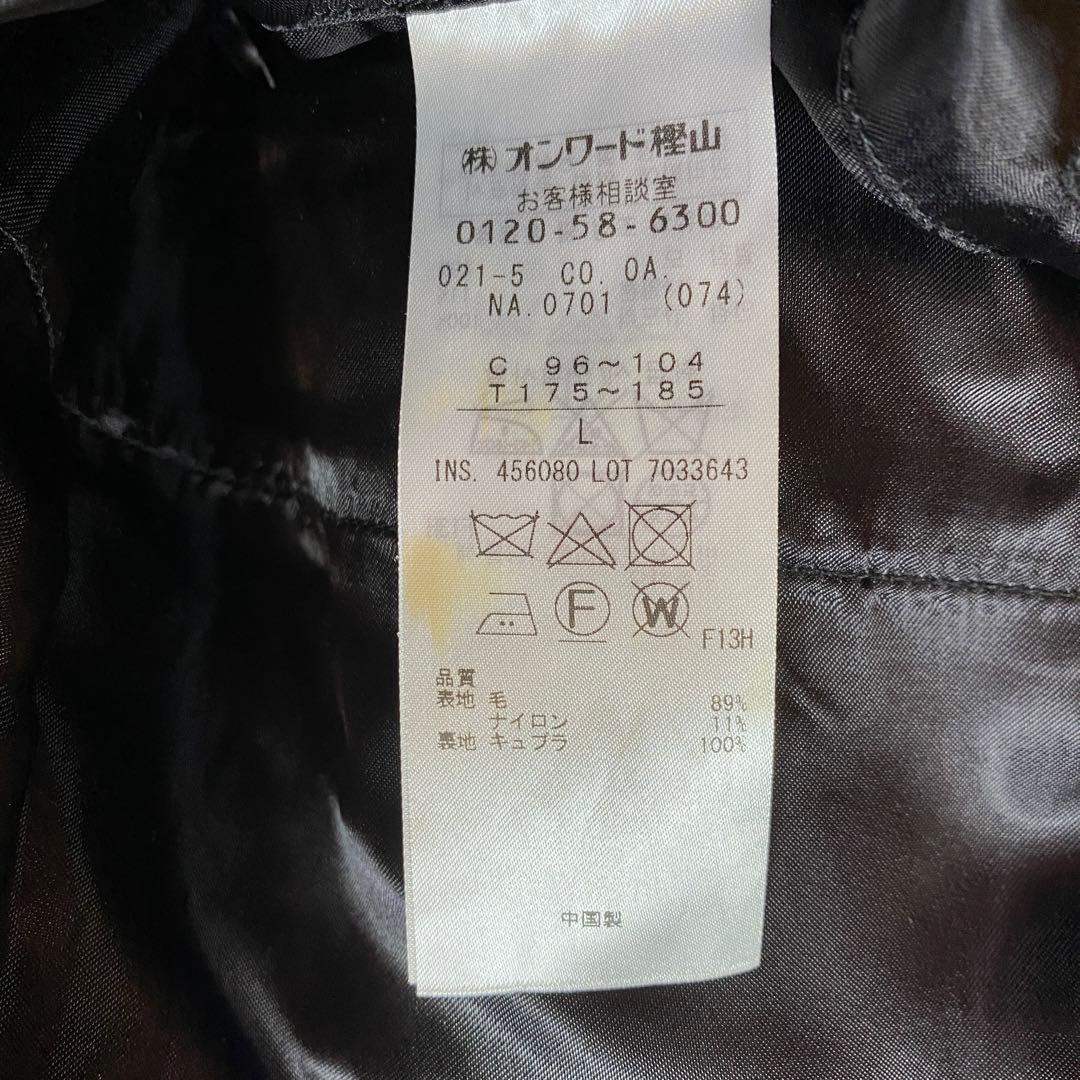 ㈱オンワード樫山
お客様相談室
0120-58-6300
021-5 CO. OA.
NA.0701 (074)
C 96～104
T175～185
L
INS. 456080 LOT 7033643
F W
F13H
品質
表地 毛 89%
ナイロン 11%
裏地 キュプラ 100%
中国製